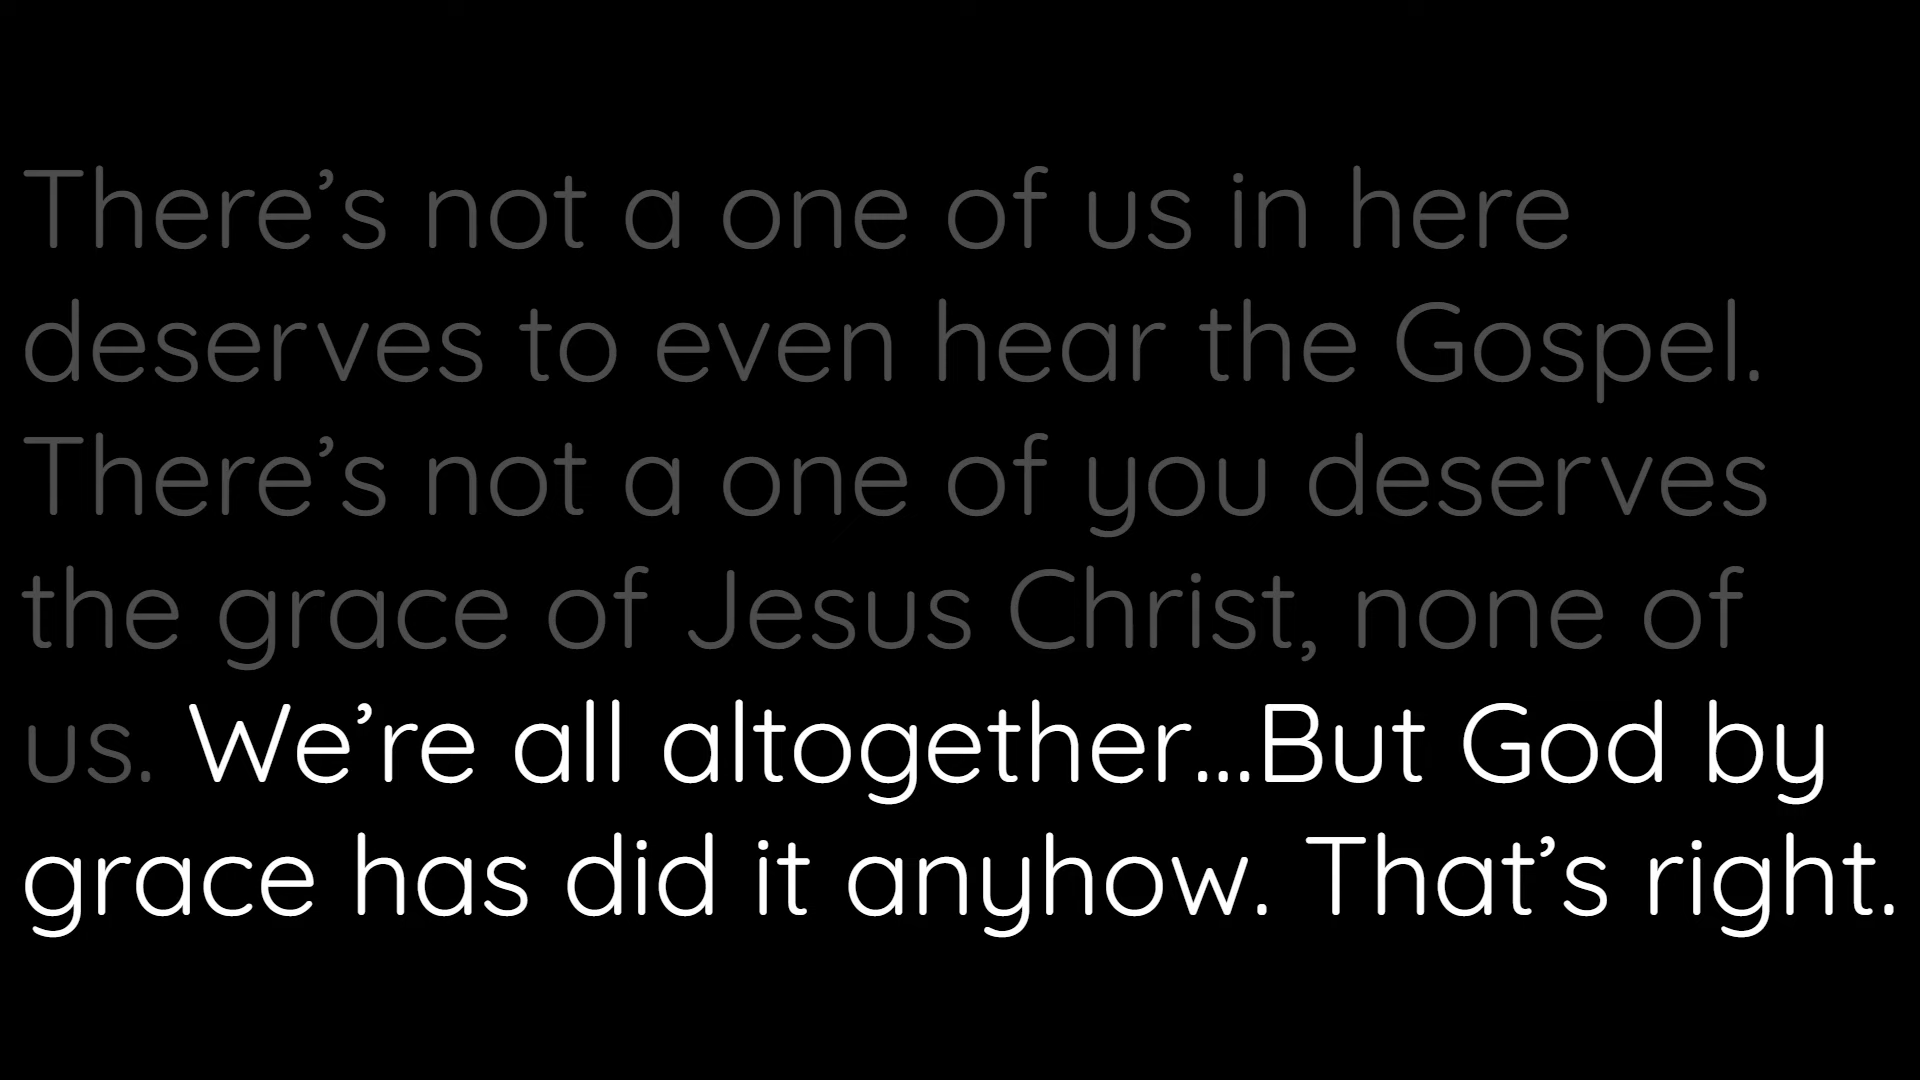 There’s not a one of us in here
deserves to even hear the Gospel.
There’s not a one of you deserves
the grace of Jesus Christ, none of
us. We’re all altogether...But God by
grace has did it anyhow. That’s right.